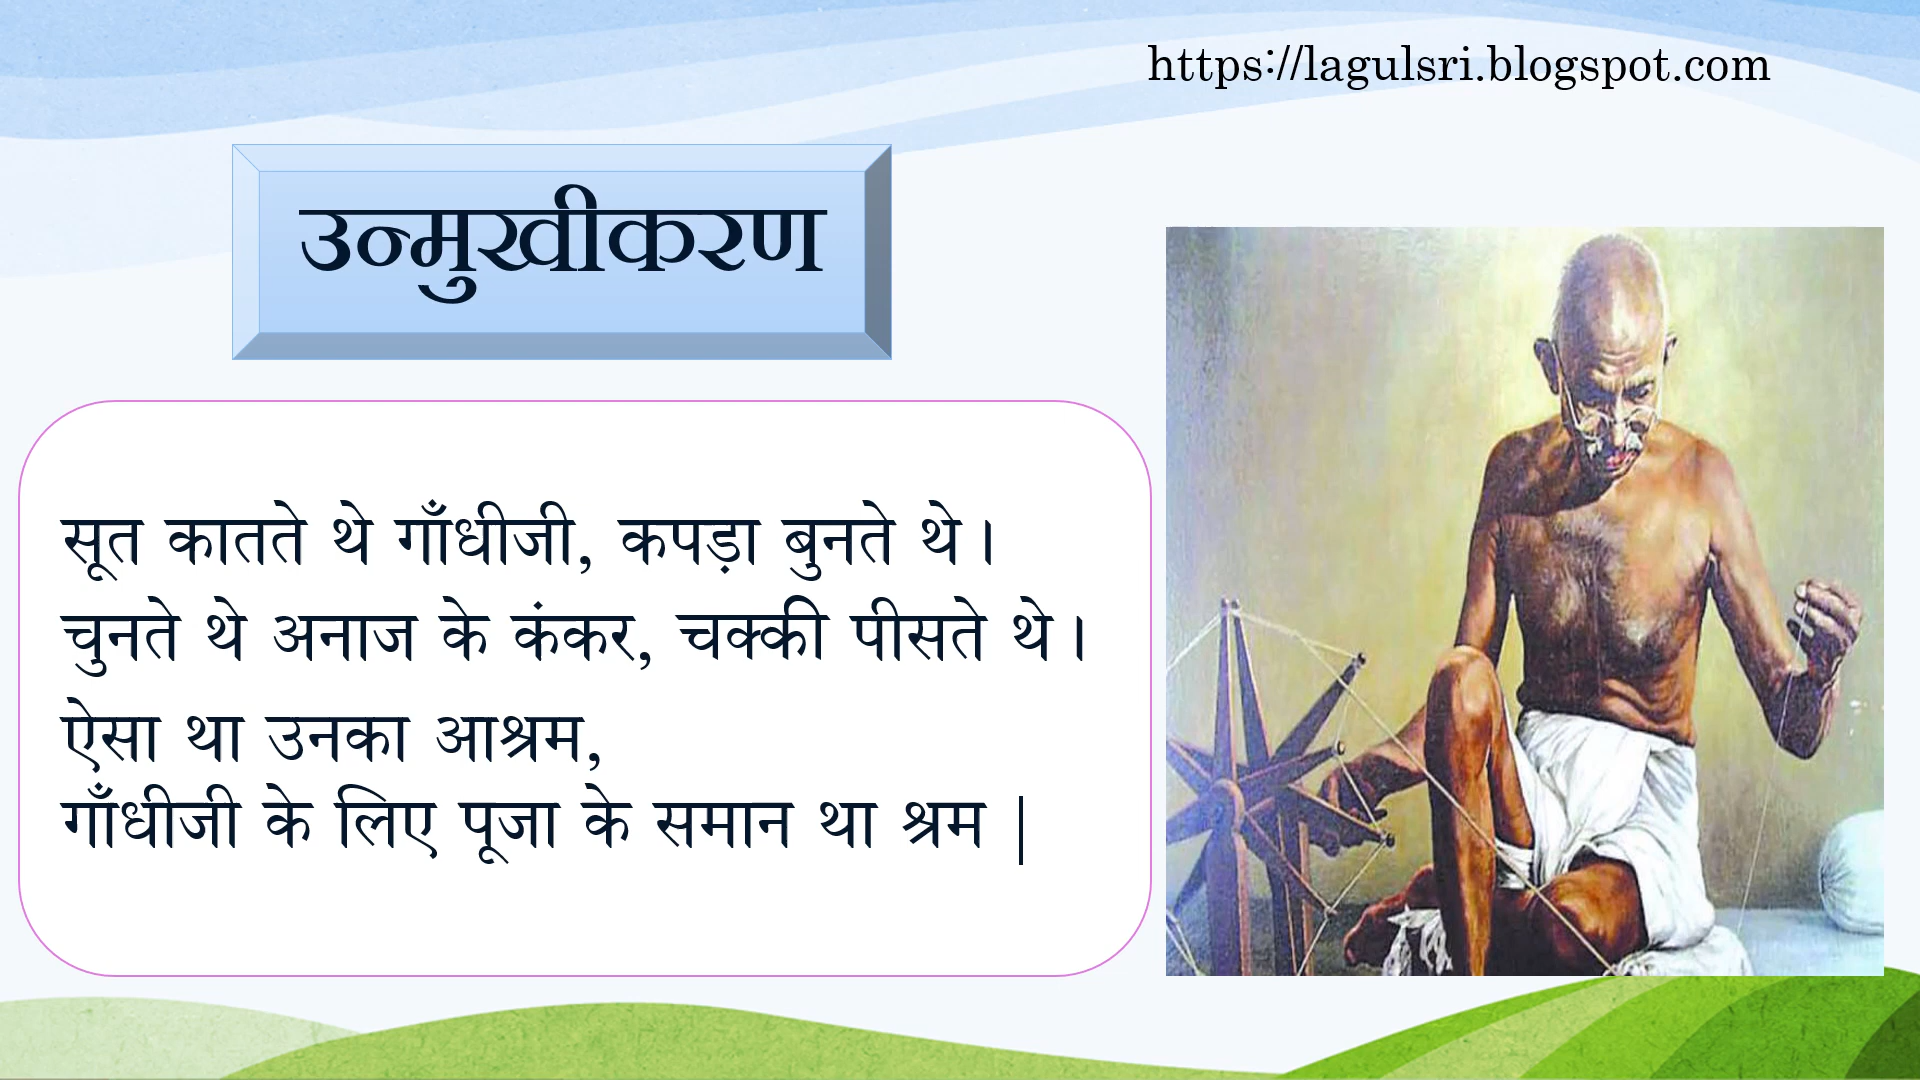 https://lagulsri.blogspot.com
उन्मुखीकरण
सूत कातते थे गाँधीजी, कपड़ा बुनते थे।
चुनते थे अनाज के कंकर, चक्की पीसते थे।
ऐसा था उनका आश्रम,
गाँधीजी के लिए पूजा के समान था श्रम |